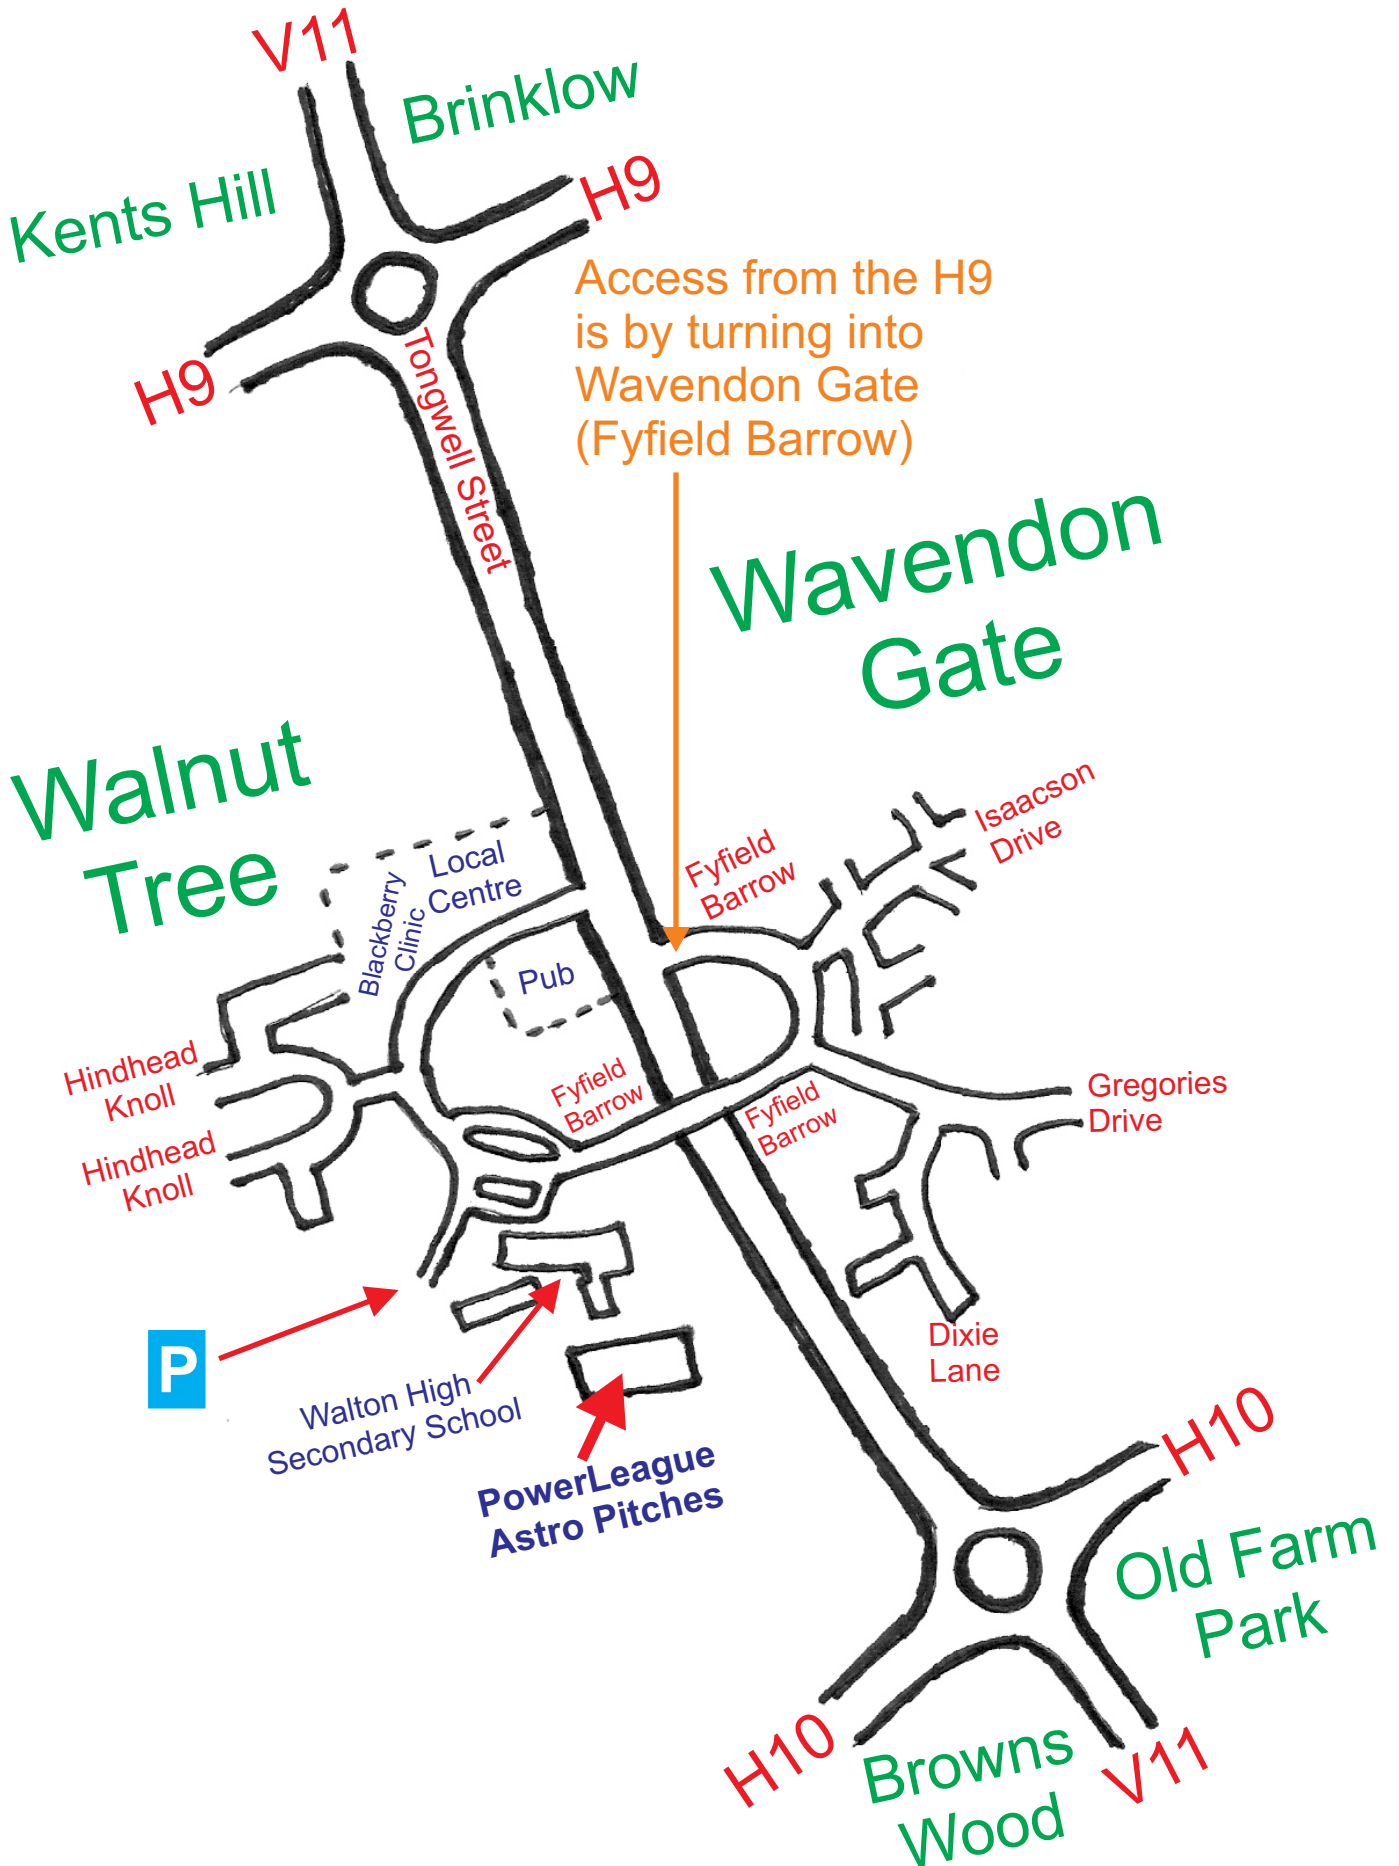 V11
Brinklow
Kents Hill
H9
H9
Tongwell Street
Access from the H9
is by turning into
Wavendon Gate
(Fyfield Barrow)
Wavendon
Gate
Walnut
Tree
Isaacson
Drive
Fyfield
Barrow
Local
Centre
Blackberry
Clinic
Pub
Hindhead
Knoll
Fyfield
Barrow
Fyfield
Barrow
Gregories
Drive
Hindhead
Knoll
P
Dixie
Lane
Walton High
Secondary School
PowerLeague
Astro Pitches
H10
Old Farm
Park
H10
Browns
Wood
V11